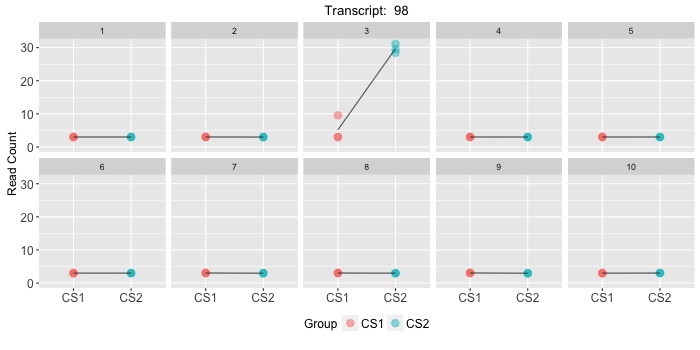 Transcript: 98
1 2 3 4 5
30
20
10
0
Read Count
6 7 8 9 10
30
20
10
0
CS1 CS2 CS1 CS2 CS1 CS2 CS1 CS2 CS1 CS2
Group CS1 CS2